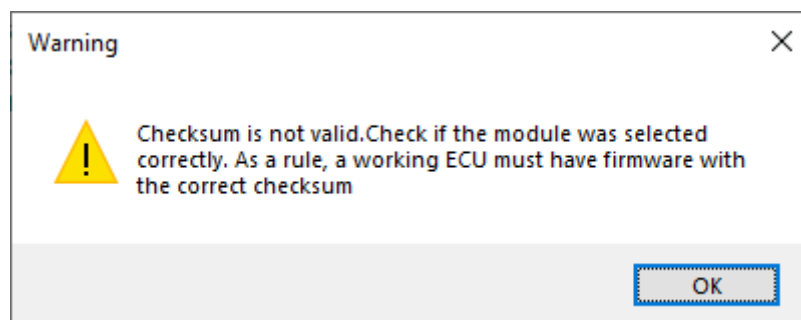 Warning
Checksum is not valid.Check if the module was selected
correctly. As a rule, a working ECU must have firmware with
the correct checksum
OK